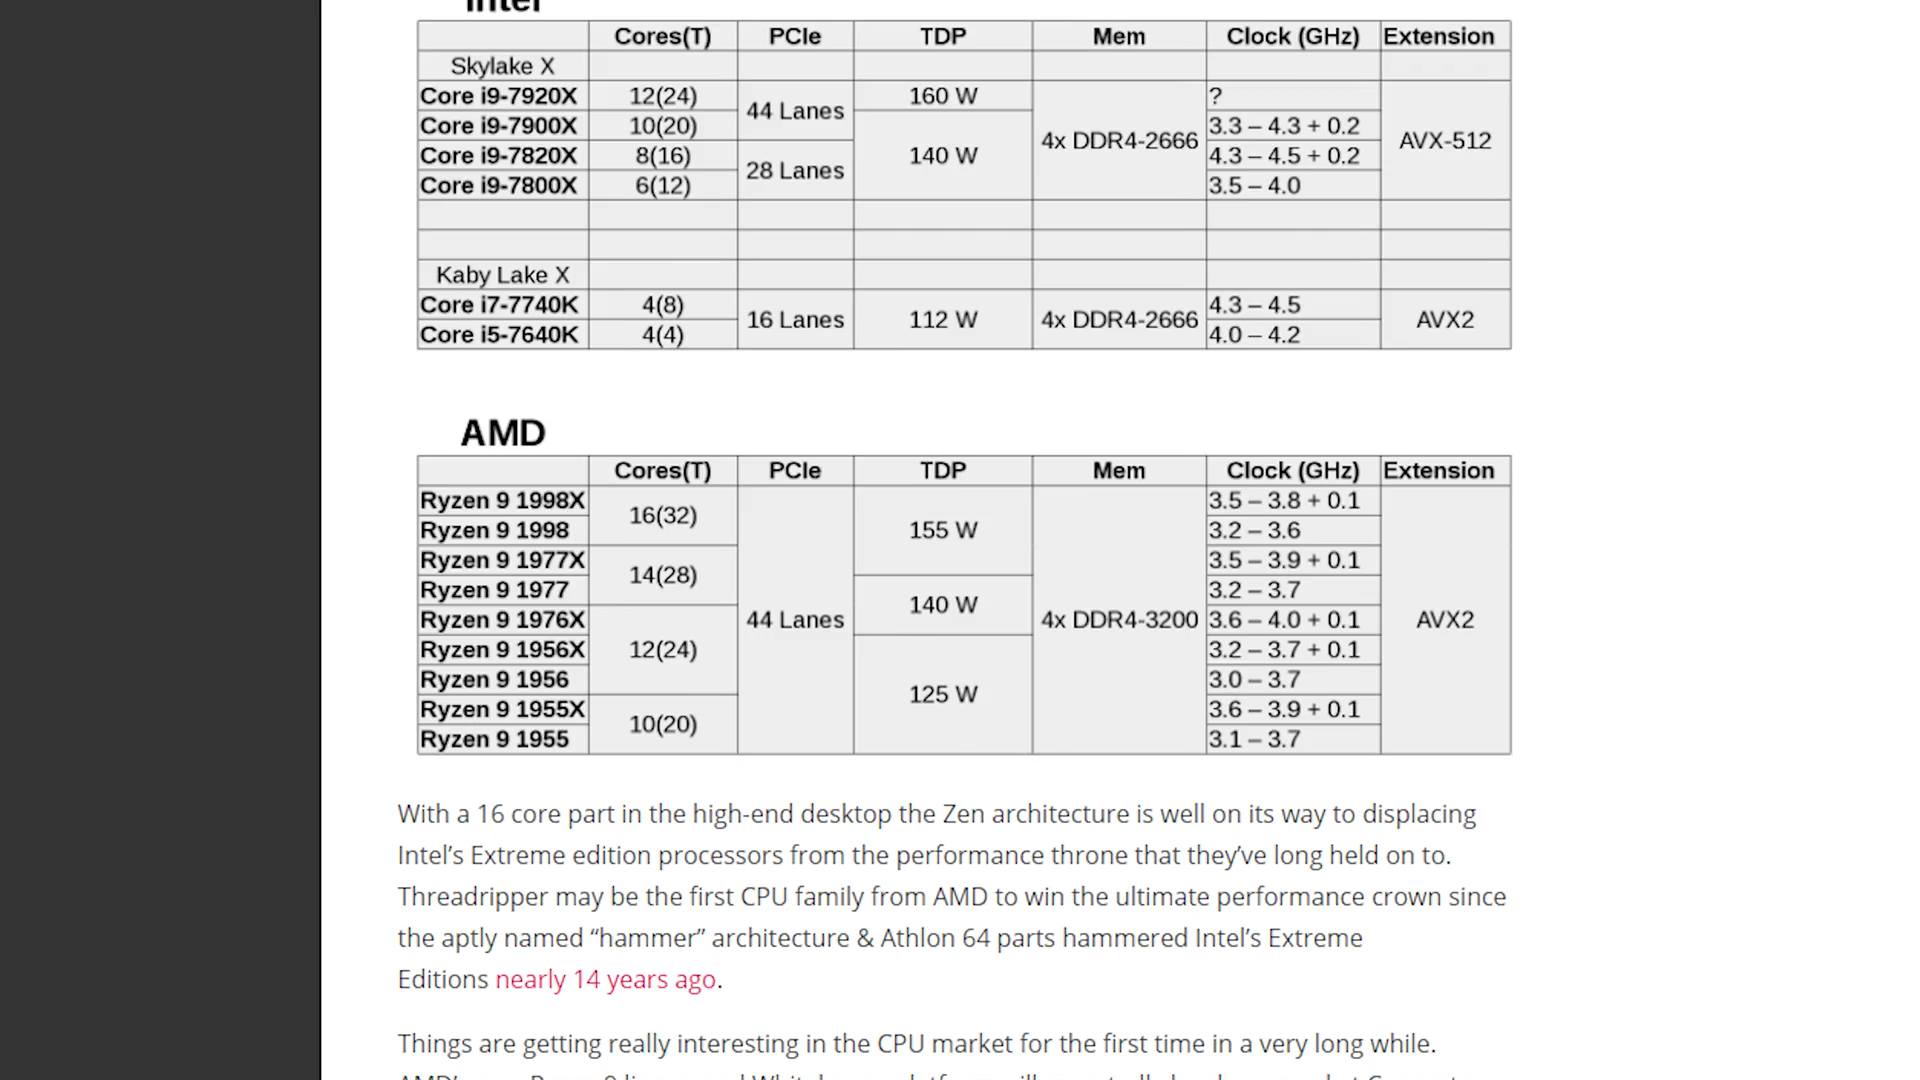 Intel
Cores(T) PCIe TDP Mem Clock (GHz) Extension
Skylake X
Core i9-7920X 12(24) 44 Lanes 160 W 4x DDR4-2666 ? AVX-512
Core i9-7900X 10(20) 140 W 3.3 – 4.3 + 0.2
Core i9-7820X 8(16) 28 Lanes 4.3 – 4.5 + 0.2
Core i9-7800X 6(12) 3.5 – 4.0
Kaby Lake X
Core i7-7740K 4(8) 16 Lanes 112 W 4x DDR4-2666 4.3 – 4.5 AVX2
Core i5-7640K 4(4) 4.0 – 4.2
AMD
Cores(T) PCIe TDP Mem Clock (GHz) Extension
Ryzen 9 1998X 16(32) 44 Lanes 155 W 4x DDR4-3200 3.5 – 3.8 + 0.1 AVX2
Ryzen 9 1998 3.2 – 3.6
Ryzen 9 1977X 14(28) 3.5 – 3.9 + 0.1
Ryzen 9 1977 140 W 3.2 – 3.7
Ryzen 9 1976X 12(24) 3.6 – 4.0 + 0.1
Ryzen 9 1956X 125 W 3.2 – 3.7 + 0.1
Ryzen 9 1956 3.0 – 3.7
Ryzen 9 1955X 10(20) 3.6 – 3.9 + 0.1
Ryzen 9 1955 3.1 – 3.7
With a 16 core part in the high-end desktop the Zen architecture is well on its way to displacing
Intel’s Extreme edition processors from the performance throne that they’ve long held on to.
Threadripper may be the first CPU family from AMD to win the ultimate performance crown since
the aptly named “hammer” architecture & Athlon 64 parts hammered Intel’s Extreme
Editions nearly 14 years ago.
Things are getting really interesting in the CPU market for the first time in a very long while.